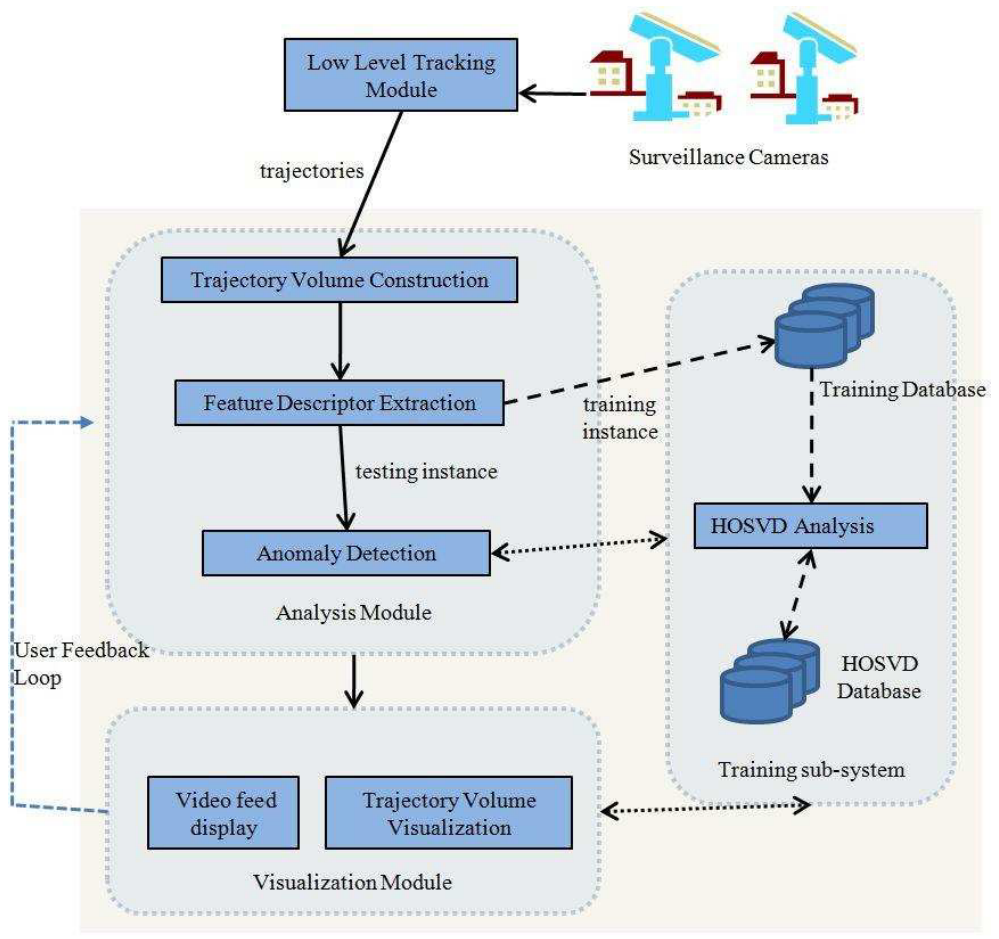 Low Level Tracking
Module
Surveillance Cameras
trajectories
Trajectory Volume Construction
Feature Descriptor Extraction
training
instance
Training Database
testing instance
HOSVD Analysis
Anomaly Detection
Analysis Module
User Feedback
Loop
HOSVD
Database
Training sub-system
Video feed
display
Trajectory Volume
Visualization
Visualization Module